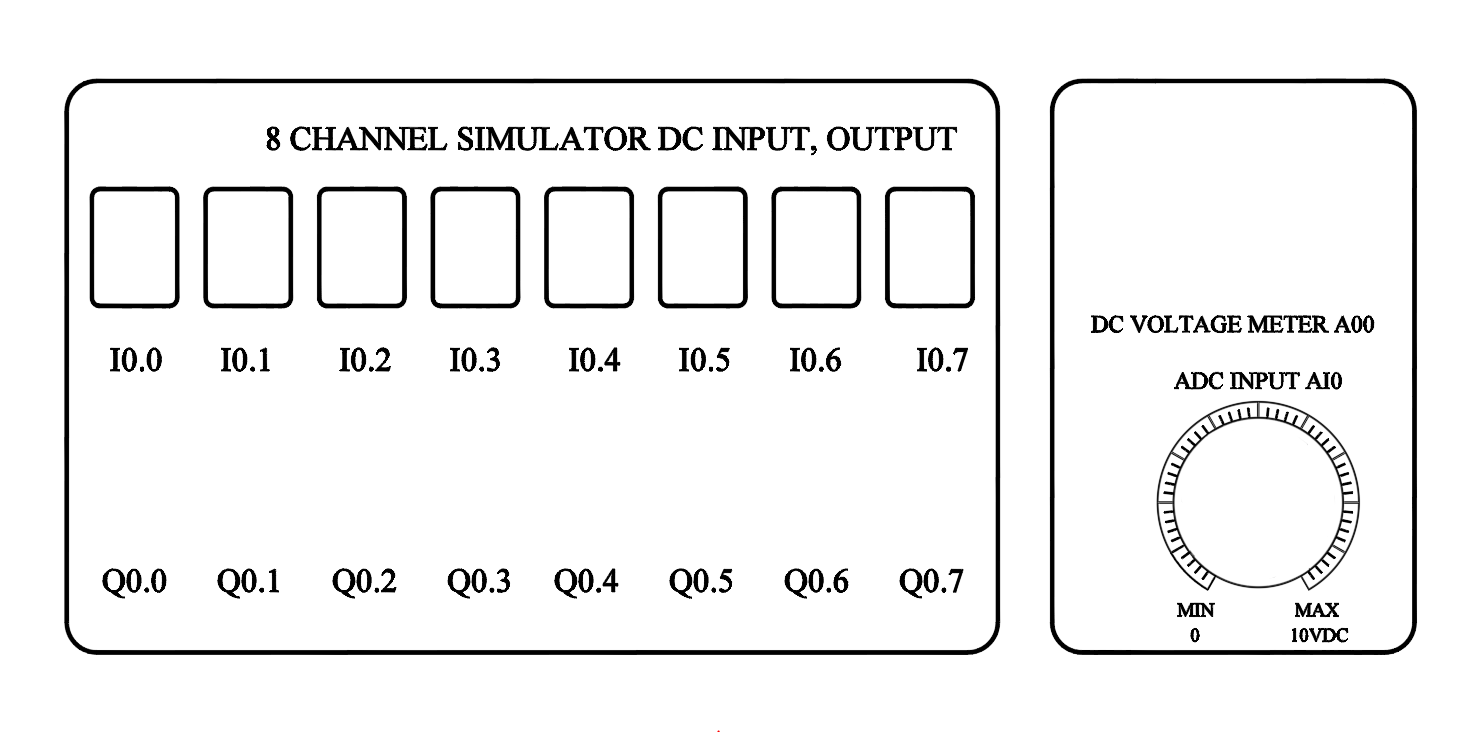 8 CHANNEL SIMULATOR DC INPUT, OUTPUT
I0.0 I0.1 I0.2 I0.3 I0.4 I0.5 I0.6 I0.7
Q0.0 Q0.1 Q0.2 Q0.3 Q0.4 Q0.5 Q0.6 Q0.7
DC VOLTAGE METER A00
ADC INPUT AI0
MIN MAX
0 10VDC